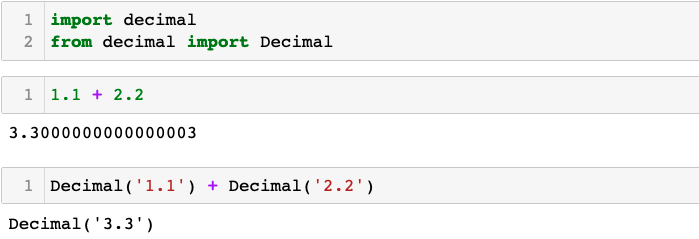 1 import decimal
2 from decimal import Decimal
1 1.1 + 2.2
3.3000000000000003
1 Decimal('1.1') + Decimal('2.2')
Decimal('3.3')